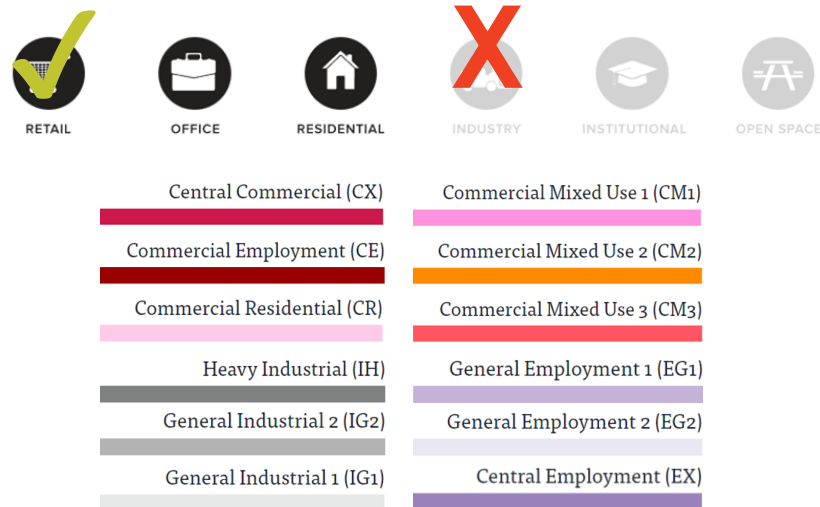 RETAIL
OFFICE
RESIDENTIAL
INDUSTRY
INSTITUTIONAL
OPEN SPACE
Central Commercial (CX)
Commercial Employment (CE)
Commercial Residential (CR)
Heavy Industrial (IH)
General Industrial 2 (IG2)
General Industrial 1 (IG1)
Commercial Mixed Use 1 (CM1)
Commercial Mixed Use 2 (CM2)
Commercial Mixed Use 3 (CM3)
General Employment 1 (EG1)
General Employment 2 (EG2)
Central Employment (EX)